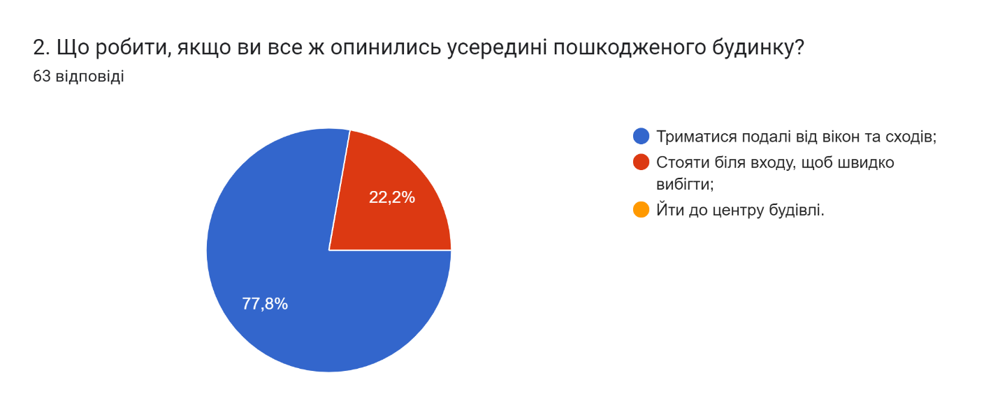 2. Що робити, якщо ви все ж опинились усередині пошкодженого будинку?
63 відповіді
Триматися подалі від вікон та сходів;
Стояти біля входу, щоб швидко
вибігти;
Йти до центру будівлі.
22,2%
77,8%